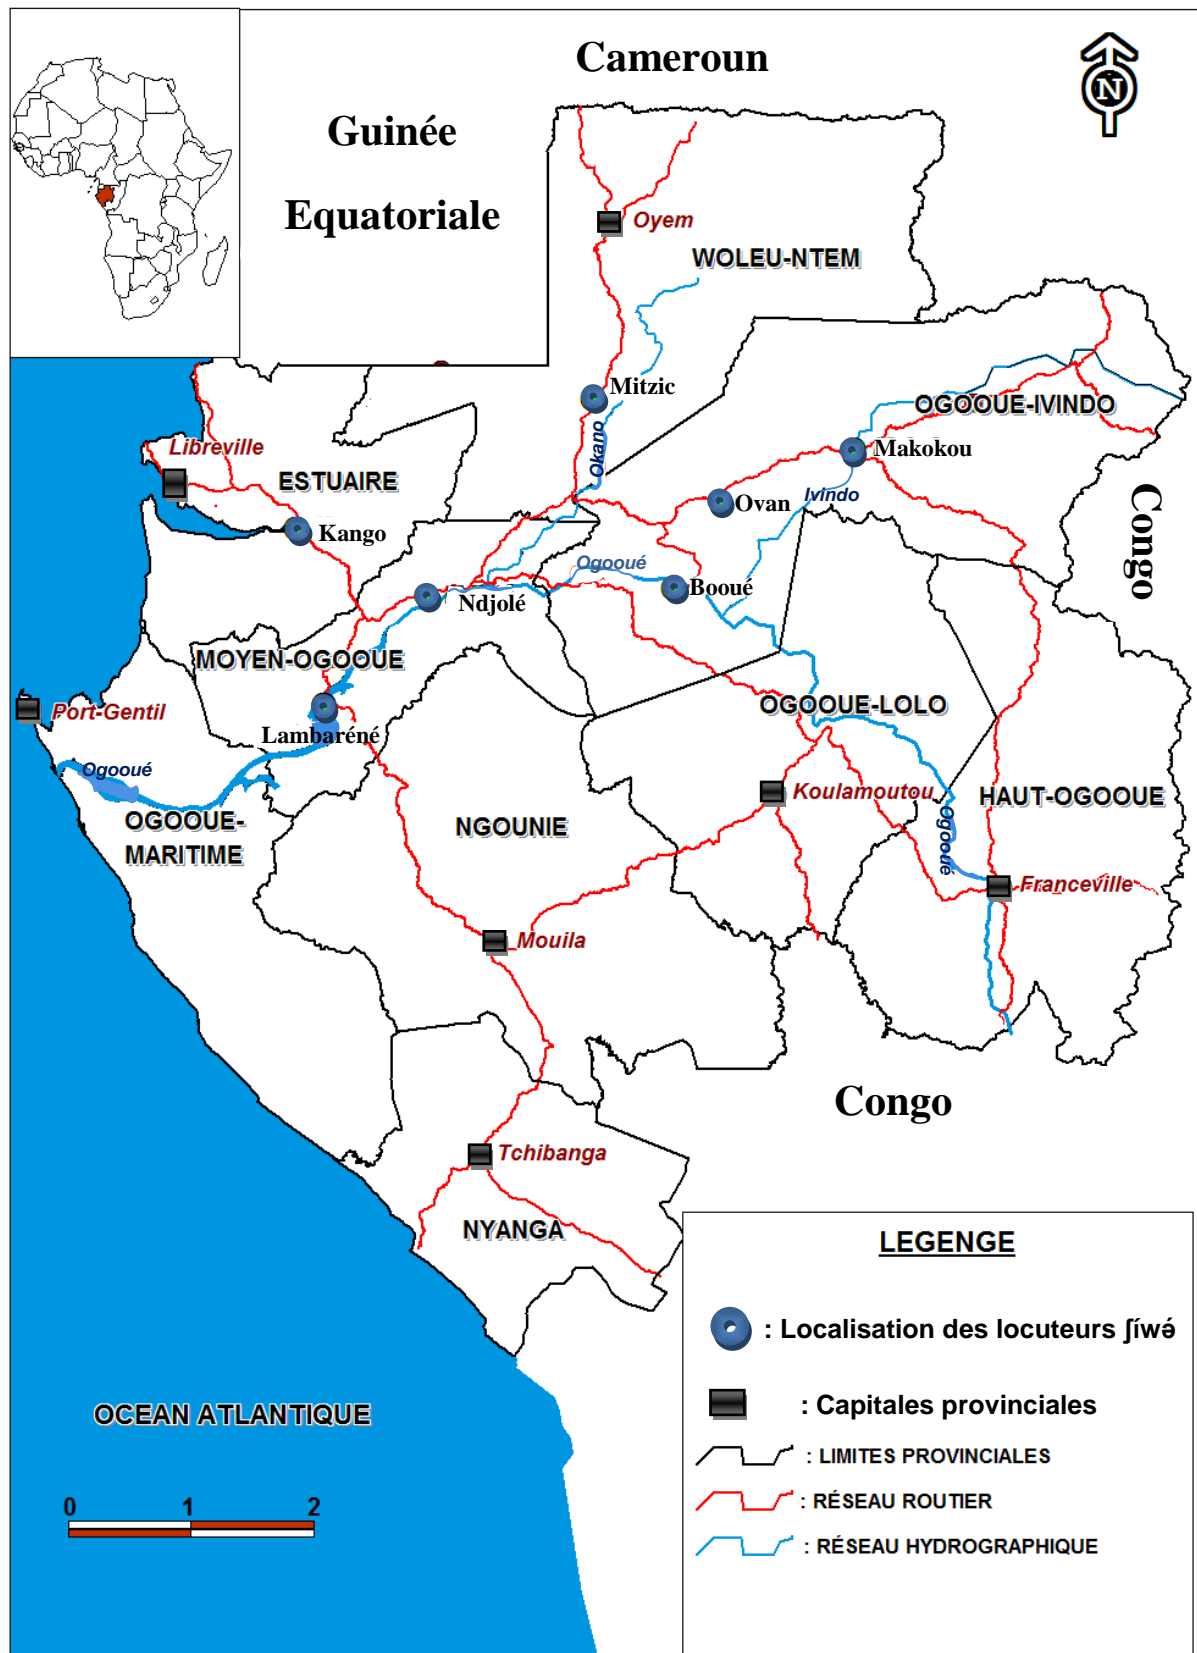 Cameroun
Guinée
Equatoriale
N
Oyem
WOLEU-NTEM
Mitzic
OGOOUE-IVINDO
Okano
Libreville
Makokou
ESTUAIRE
Ivindo
Ovan
Congo
Kango
Ogooué
Booué
Ndjolé
MOYEN-OGOOUE
Port-Gentil
OGOOUE-LOLO
Lambaréné
Ogooué
Koulamoutou
HAUT-OGOOUE
OGOOUE-
MARITIME
NGOUNIE
Ogooué
Franceville
Mouila
Congo
Tchibanga
NYANGA
LEGENGE
: Localisation des locuteurs ʃíwə́
: Capitales provinciales
: LIMITES PROVINCIALES
: RÉSEAU ROUTIER
: RÉSEAU HYDROGRAPHIQUE
OCEAN ATLANTIQUE
0 1 2